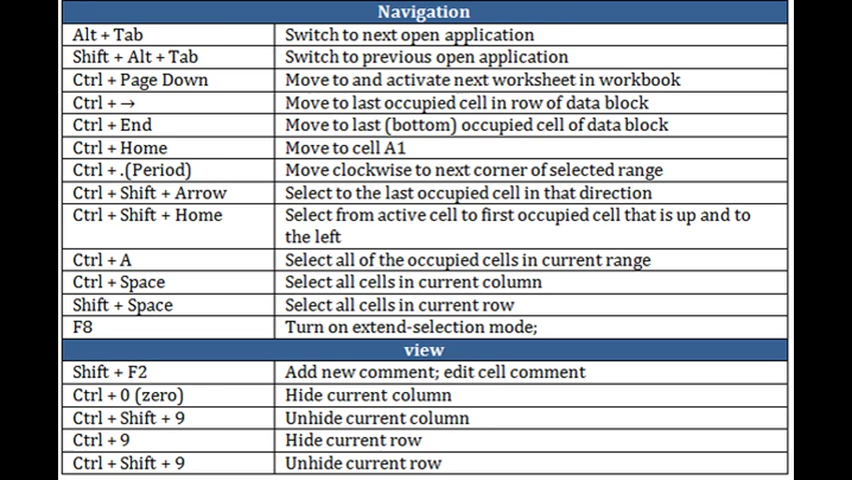 Navigation
Alt + Tab Switch to next open application
Shift + Alt + Tab Switch to previous open application
Ctrl + Page Down Move to and activate next worksheet in workbook
Ctrl + → Move to last occupied cell in row of data block
Ctrl + End Move to last (bottom) occupied cell of data block
Ctrl + Home Move to cell A1
Ctrl + .(Period) Move clockwise to next corner of selected range
Ctrl + Shift + Arrow Select to the last occupied cell in that direction
Ctrl + Shift + Home Select from active cell to first occupied cell that is up and to
the left
Ctrl + A Select all of the occupied cells in current range
Ctrl + Space Select all cells in current column
Shift + Space Select all cells in current row
F8 Turn on extend-selection mode;
view
Shift + F2 Add new comment; edit cell comment
Ctrl + 0 (zero) Hide current column
Ctrl + Shift + 9 Unhide current column
Ctrl + 9 Hide current row
Ctrl + Shift + 9 Unhide current row